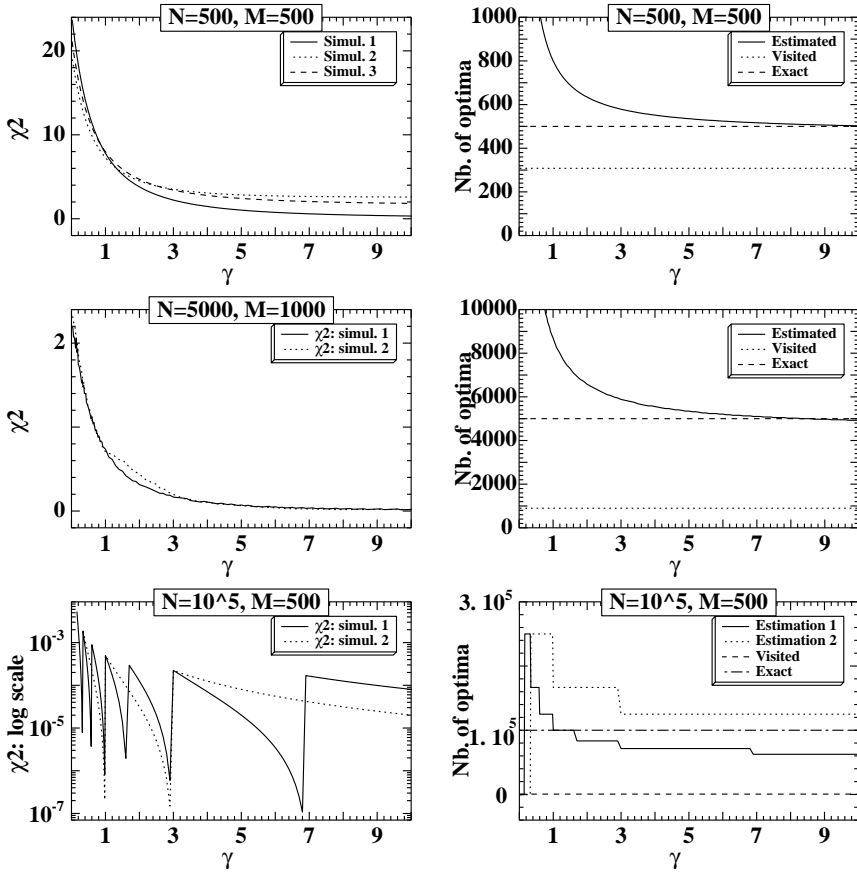 N=500, M=500
Simul. 1
Simul. 2
Simul. 3
20
10
0
χ2
1 3 5 7 9
γ
N=500, M=500
Estimated
Visited
Exact
1000
800
600
400
200
0
Nb. of optima
1 3 5 7 9
γ
N=5000, M=1000
χ2: simul. 1
χ2: simul. 2
2
0
χ2
1 3 5 7 9
γ
Estimated
Visited
Exact
10000
8000
6000
4000
2000
0
Nb. of optima
1 3 5 7 9
γ
N=10^5, M=500
χ2: simul. 1
χ2: simul. 2
10-3
10-5
10-7
χ2: log scale
1 3 5 7 9
γ
N=10^5, M=500
Estimation 1
Estimation 2
Visited
Exact
3. 10^5
1. 10^5
0
Nb. of optima
1 3 5 7 9
γ